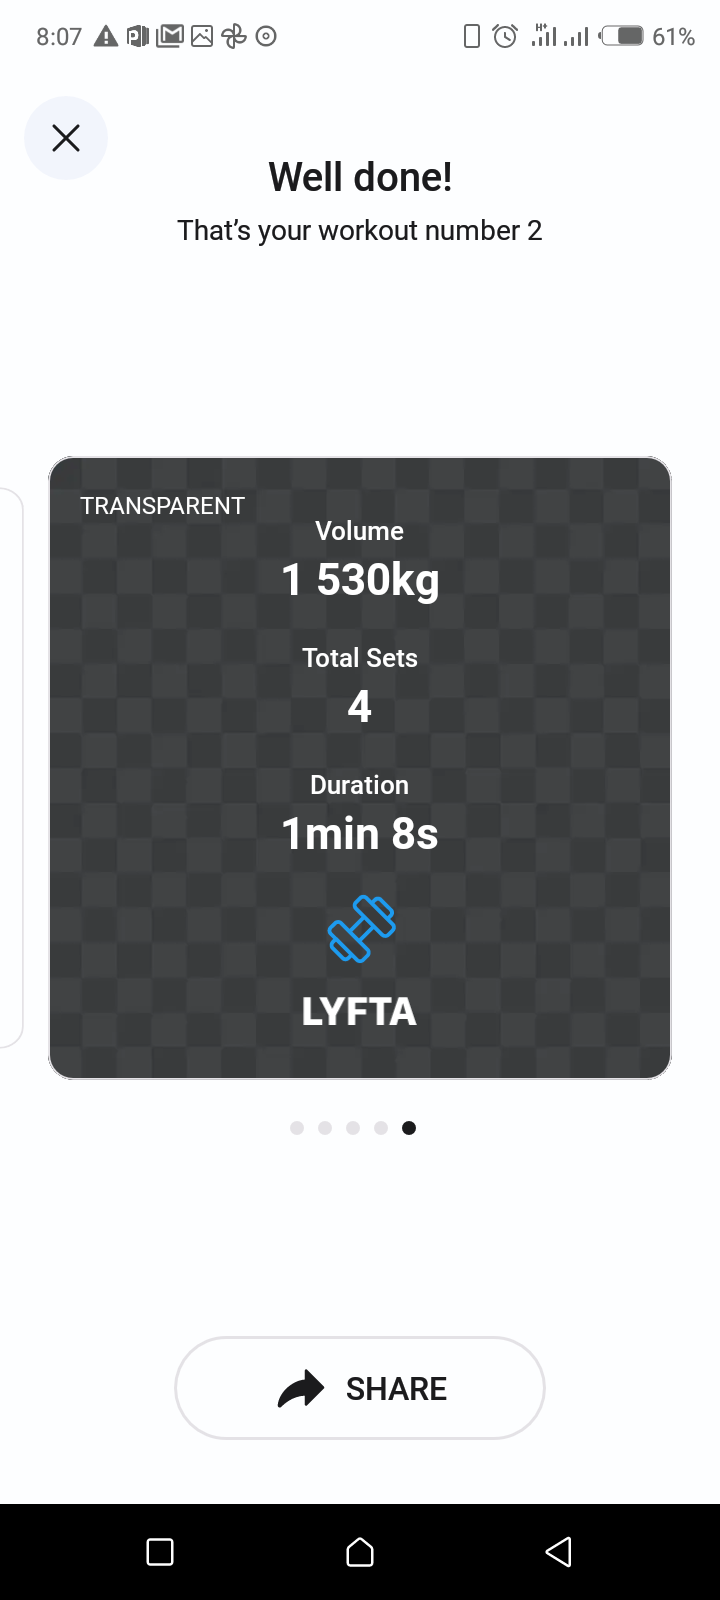 8:07 61%
Well done!
That’s your workout number 2
TRANSPARENT
Volume
1 530kg
Total Sets
4
Duration
1min 8s
LYFTA
SHARE